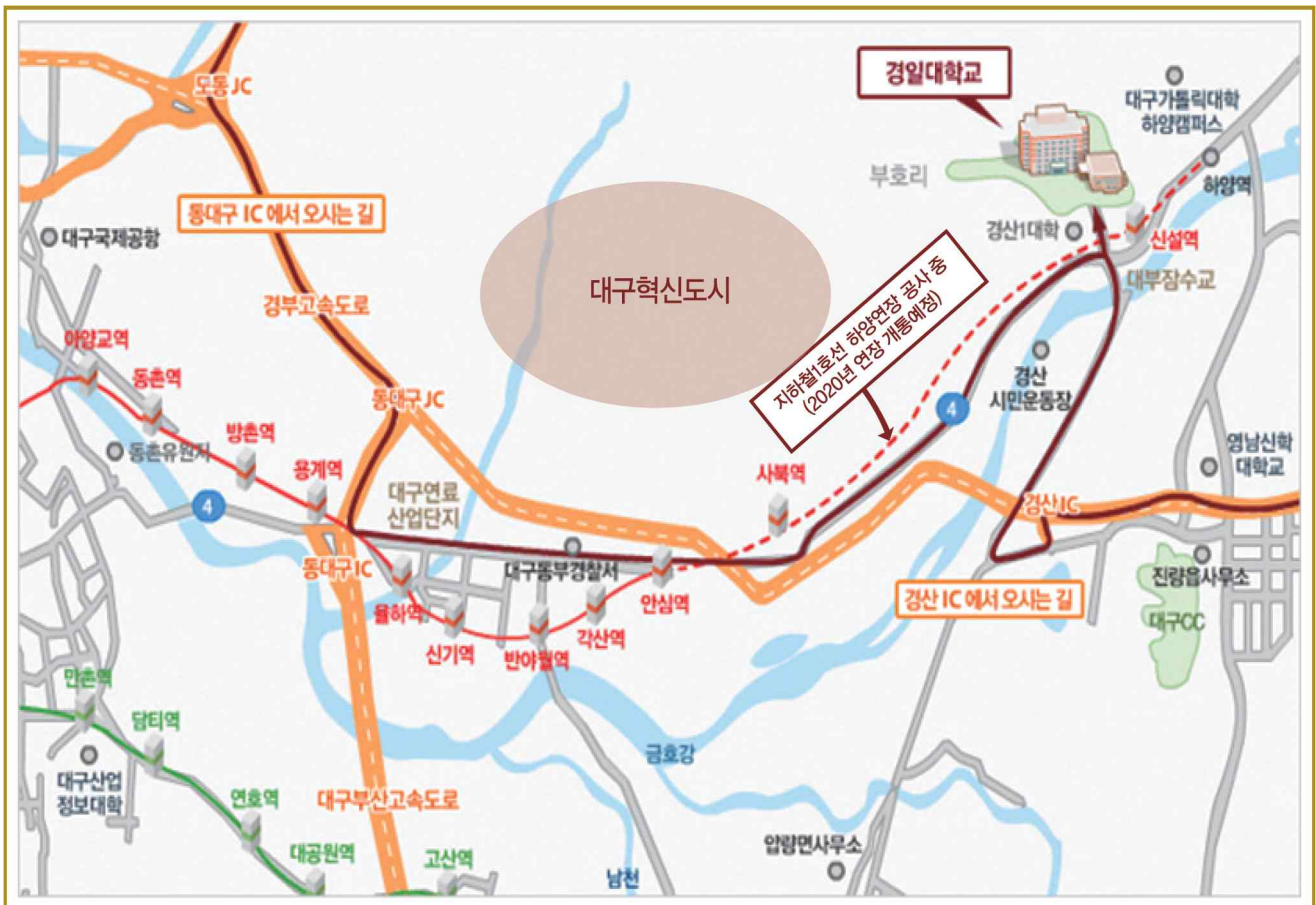 도동JC
경일대학교
대구가톨릭대학
하양캠퍼스
하양역
부호리
동대구 IC 에서 오시는 길
대구국제공항
경산1대학
신설역
대부잠수교
대구혁신도시
경부고속도로
지하철1호선 하양연장 공사 중
(2020년 연장 개통예정)
아양교역
동촌역
동대구JC
경산
시민운동장
4
방촌역
동촌유원지
용계역
사복역
영남신학
대학교
4
대구연료
산업단지
경산IC
동대구IC
대구동부경찰서
안심역
진량읍사무소
율하역
경산 IC 에서 오시는 길
대구CC
신기역
반야월역
각산역
만촌역
담티역
금호강
대구산업
정보대학
연호역
대구부산고속도로
대공원역
고산역
압량면사무소
남천